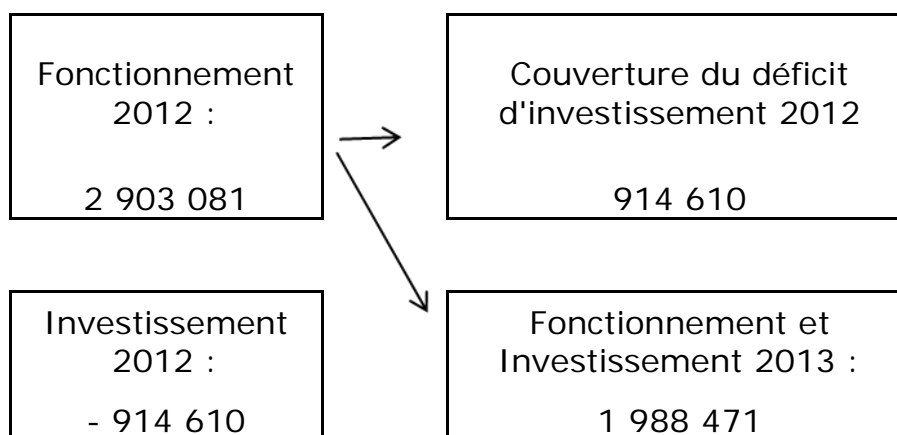 Fonctionnement
2012 :
2 903 081
Couverture du déficit
d'investissement 2012
914 610
Investissement
2012 :
- 914 610
Fonctionnement et
Investissement 2013 :
1 988 471